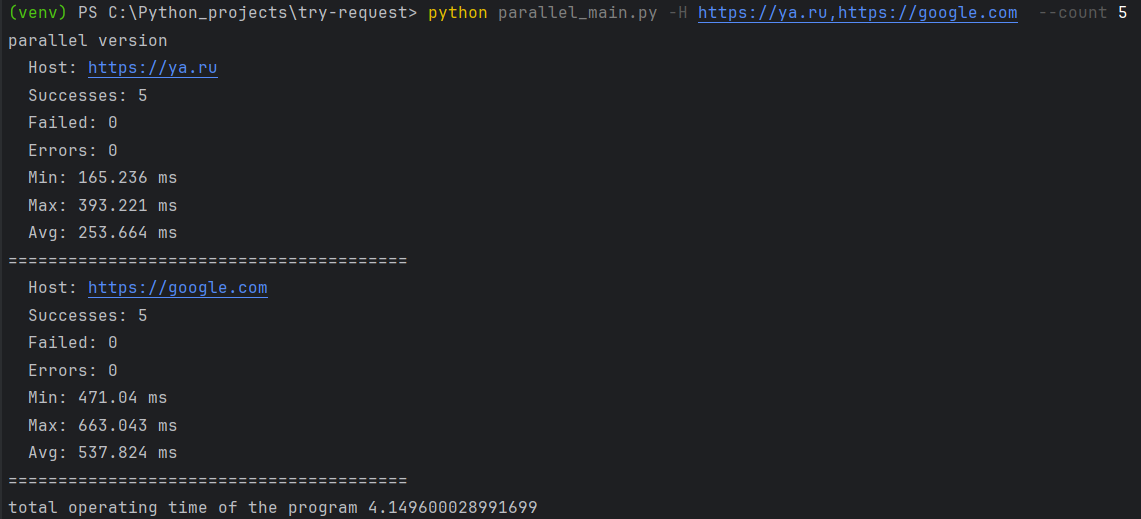 (venv) PS C:\Python_projects\try-request> python parallel_main.py -H https://ya.ru,https://google.com  --count 5
parallel version
  Host: https://ya.ru
  Successes: 5
  Failed: 0
  Errors: 0
  Min: 165.236 ms
  Max: 393.221 ms
  Avg: 253.664 ms
========================================
  Host: https://google.com
  Successes: 5
  Failed: 0
  Errors: 0
  Min: 471.04 ms
  Max: 663.043 ms
  Avg: 537.824 ms
========================================
total operating time of the program 4.149600028991699